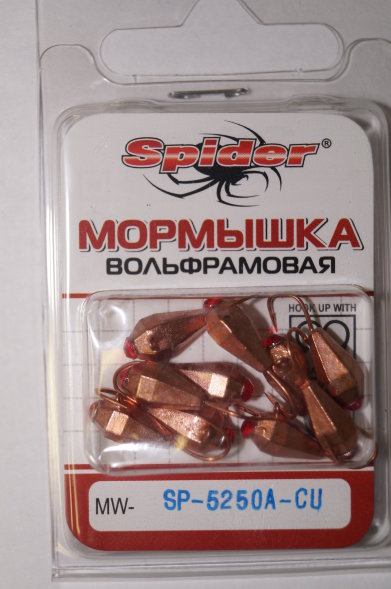 Spider®
МОРМЫШКА
ВОЛЬФРАМОВАЯ
HOOK UP WITH
MW- SP-5250A-CU